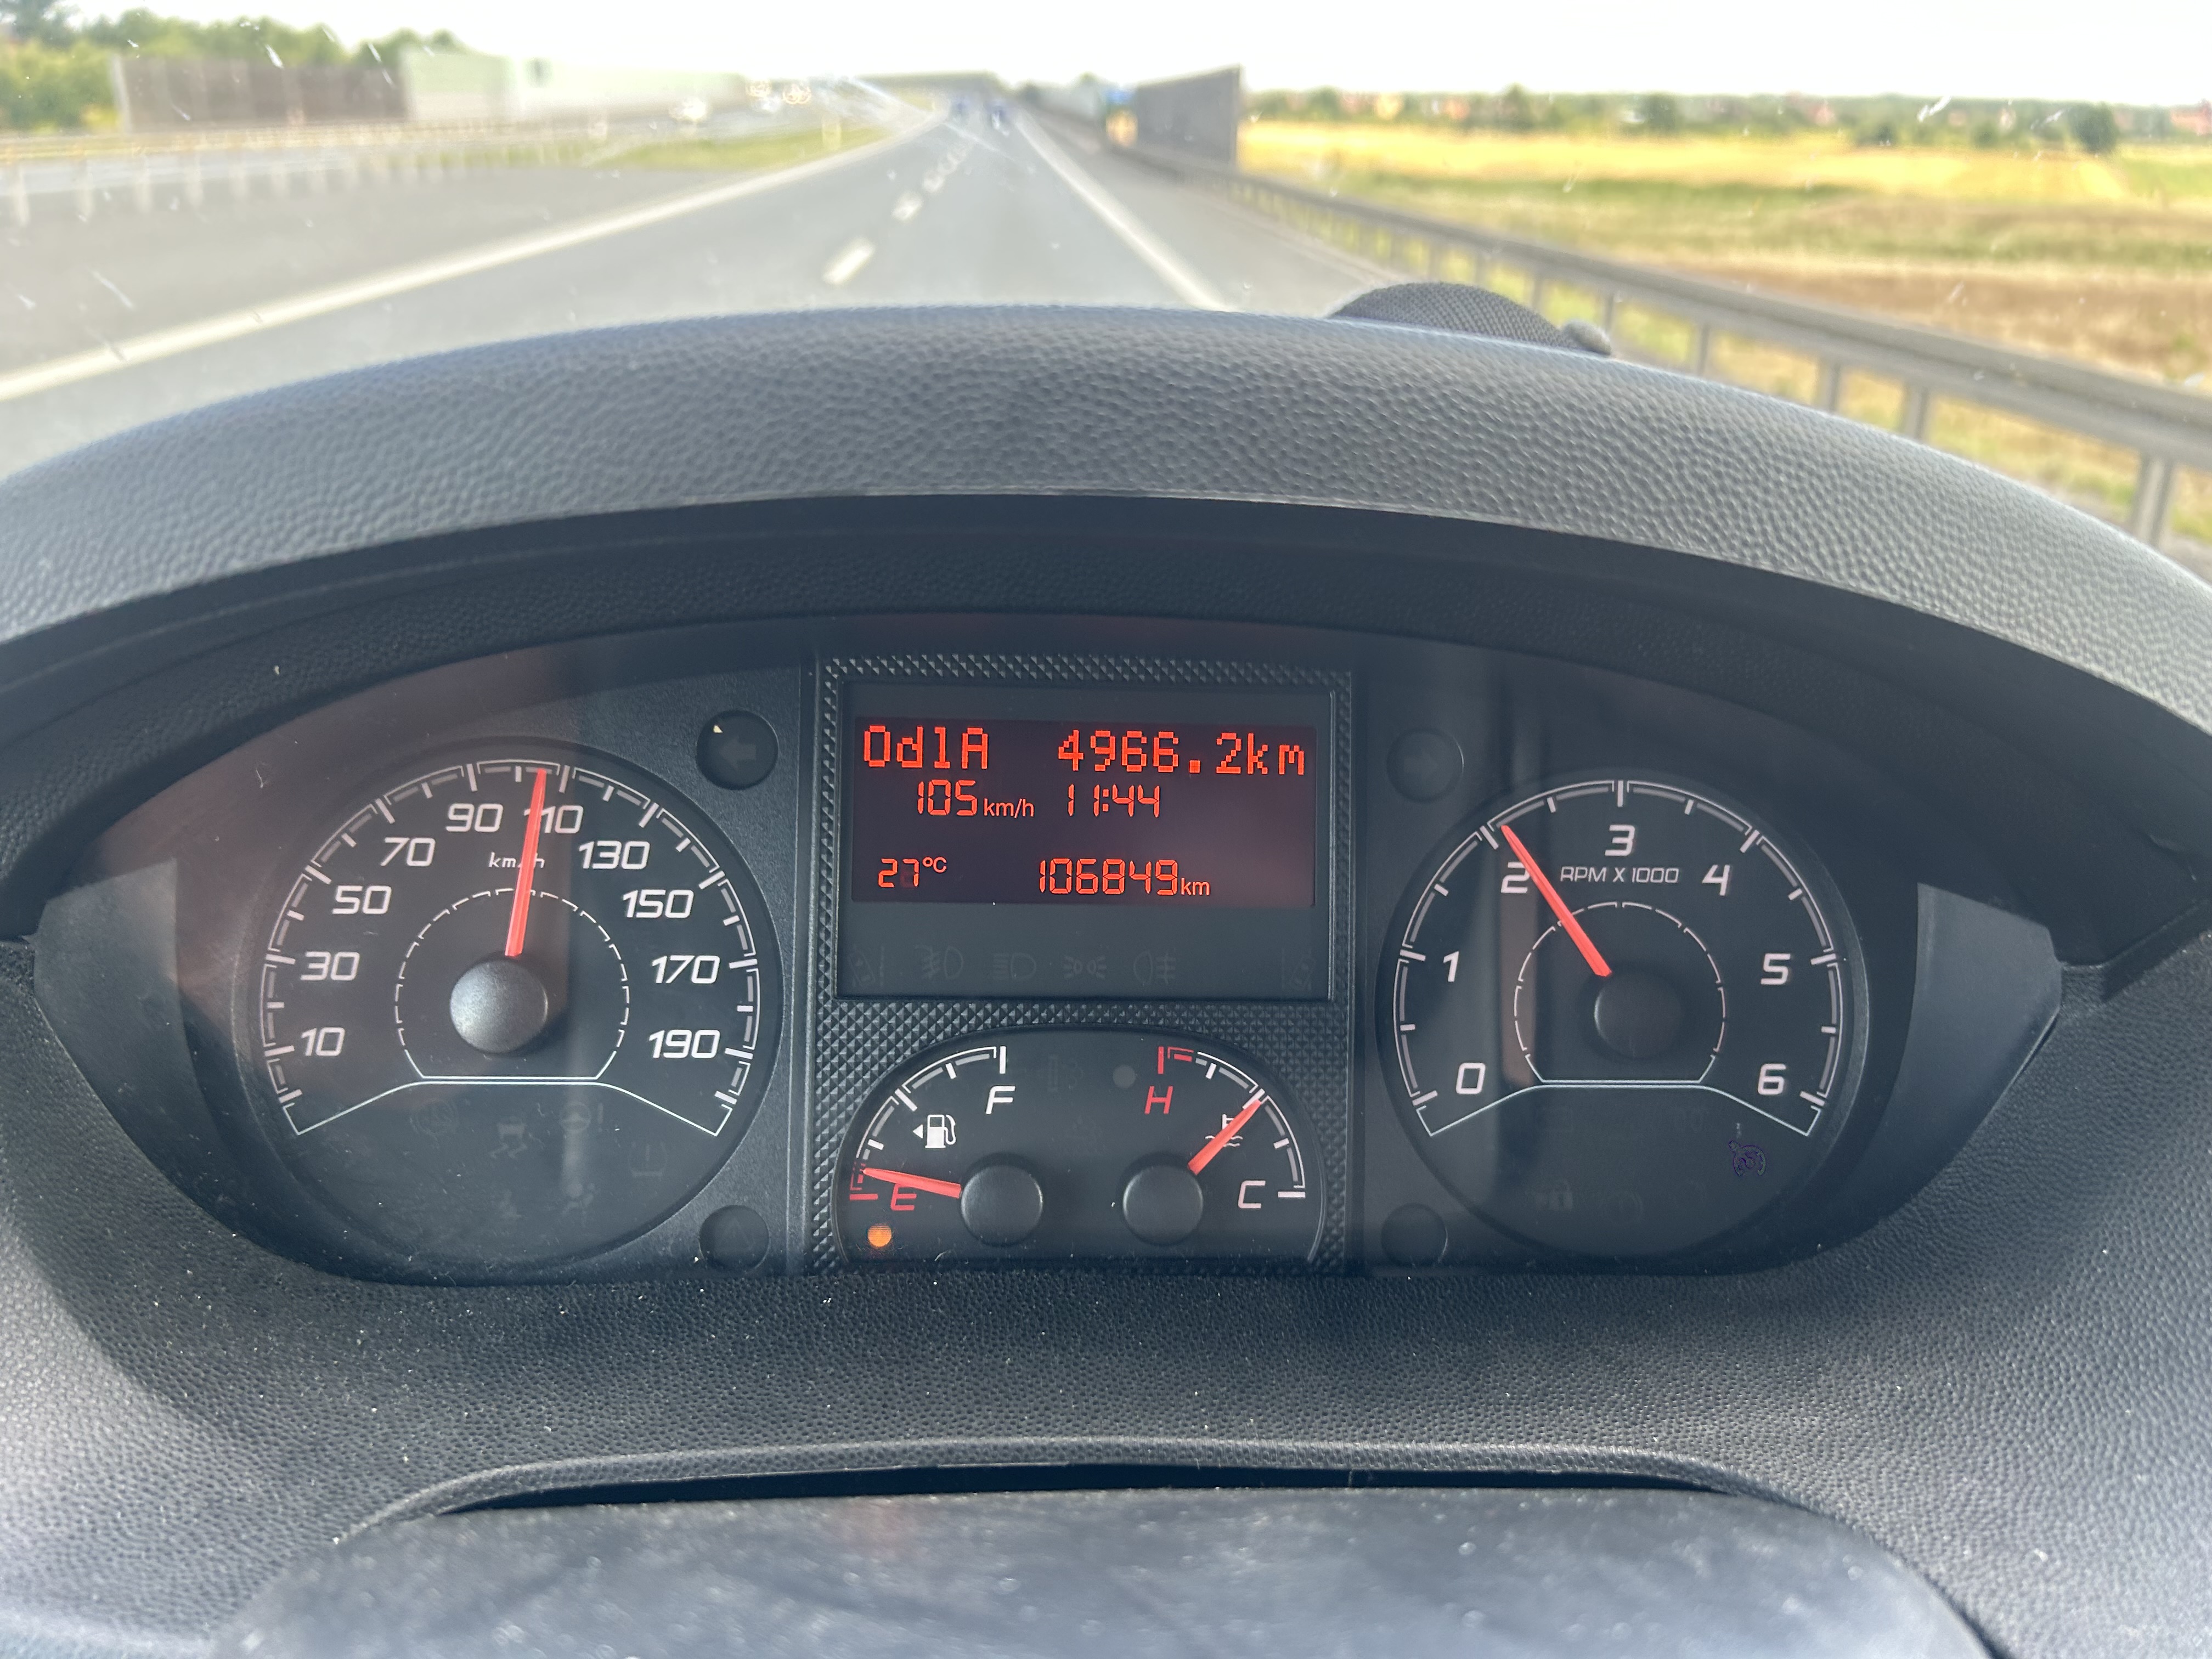 OdlA 4966.2km
105km/h 11:44
27°C 106849km
10 30 50 70 90 110 130 150 170 190
km/h
0 1 2 3 4 5 6
RPM X 1000
F H
E C